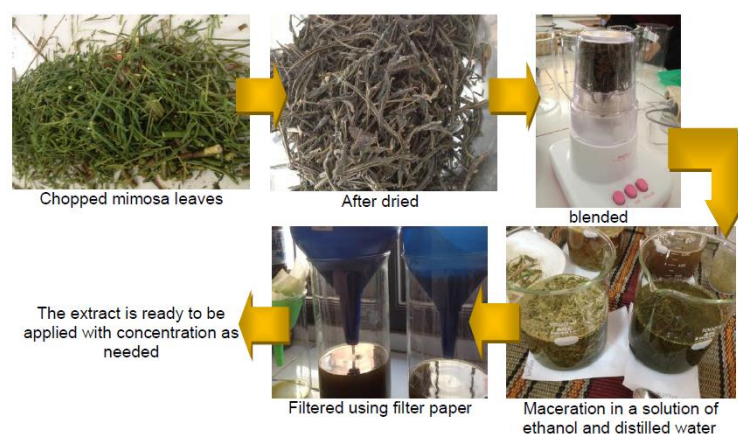 Chopped mimosa leaves
After dried
blended
Maceration in a solution of
ethanol and distilled water
Filtered using filter paper
The extract is ready to be
applied with concentration as
needed